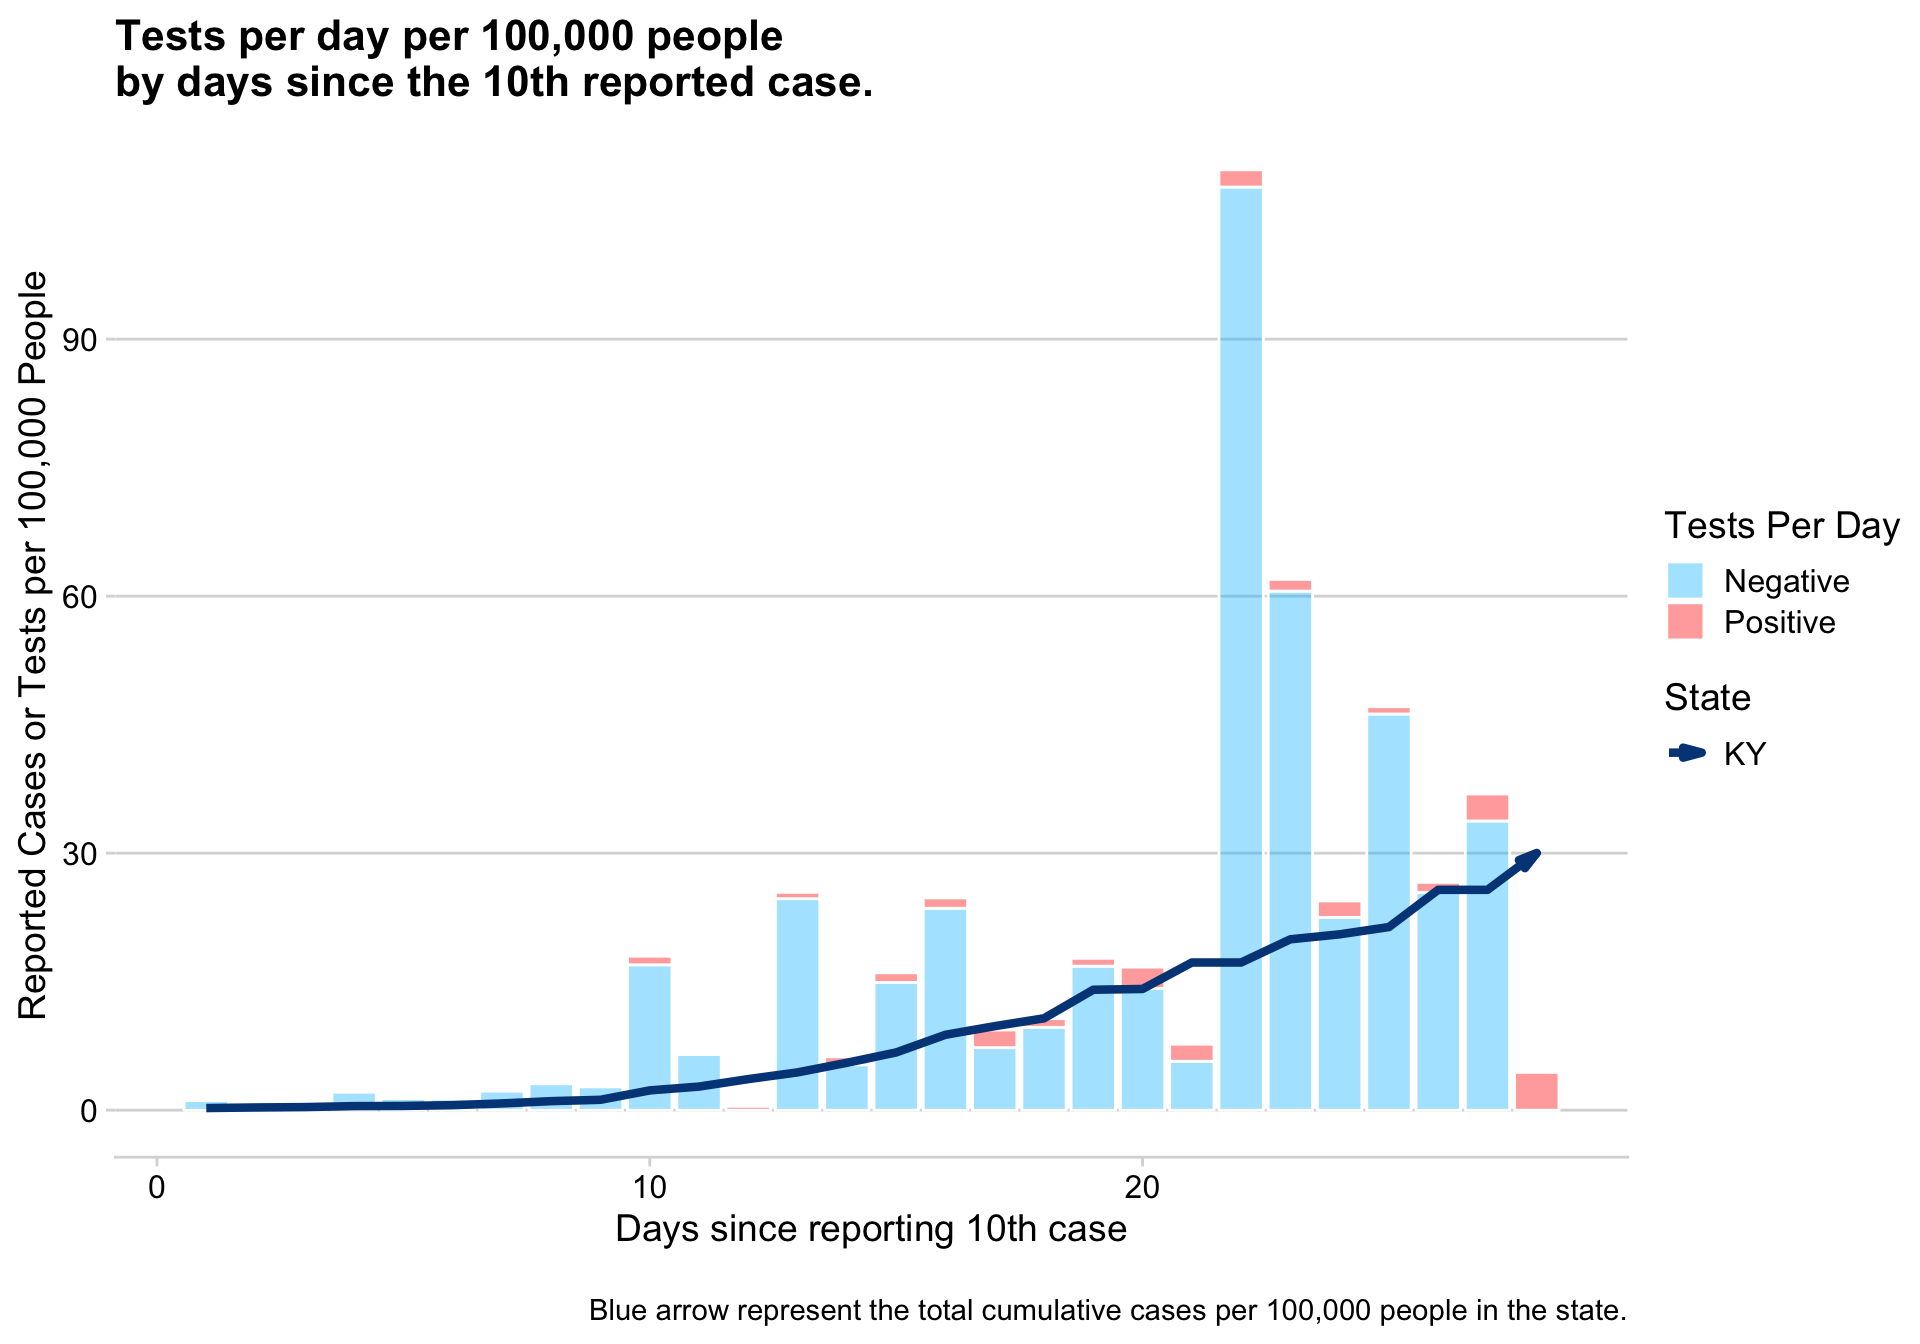 Tests per day per 100,000 people
by days since the 10th reported case.
Reported Cases or Tests per 100,000 People
90
60
30
0
0
10
20
Days since reporting 10th case
Tests Per Day
Negative
Positive
State
KY
Blue arrow represent the total cumulative cases per 100,000 people in the state.